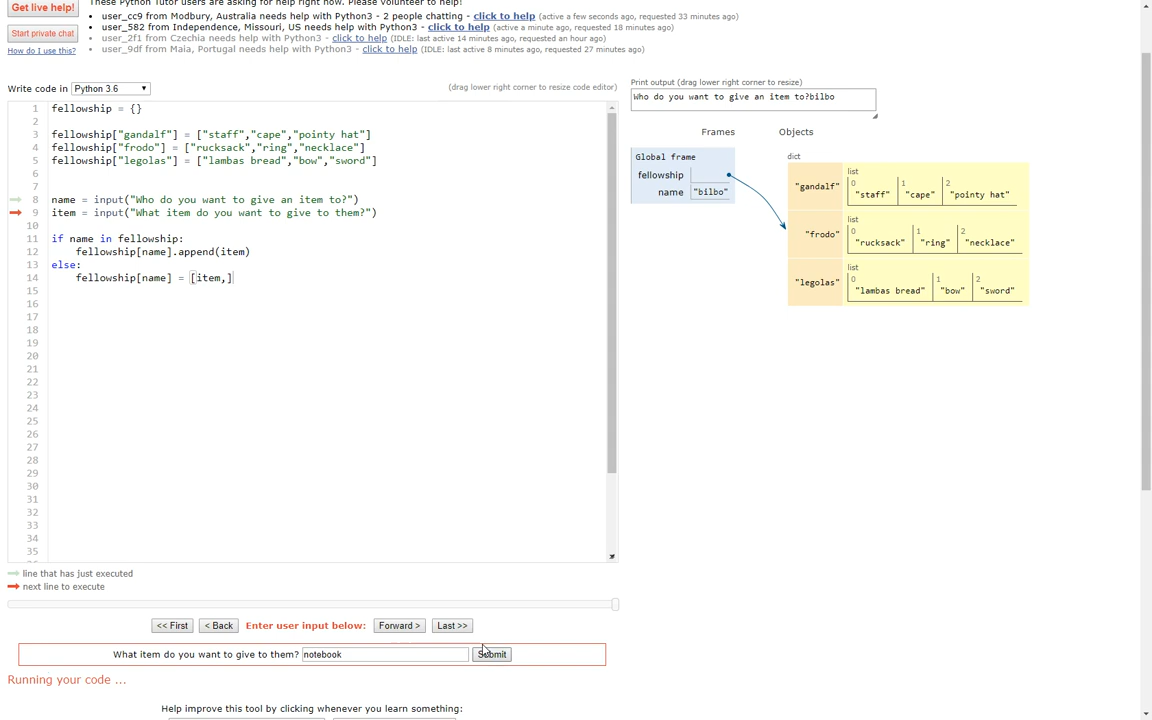 These Python Tutor users are asking for help right now. Please volunteer to help!
Get live help!
user_cc9 from Modbury, Australia needs help with Python3 - 2 people chatting - click to help (active a few seconds ago, requested 33 minutes ago)
user_582 from Independence, Missouri, US needs help with Python3 - click to help (active a minute ago, requested 18 minutes ago)
Start private chat
user_2f1 from Czechia needs help with Python3 - click to help (IDLE: last active 14 minutes ago, requested an hour ago)
user_9df from Maia, Portugal needs help with Python3 - click to help (IDLE: last active 8 minutes ago, requested 27 minutes ago)
How do I use this?
Write code in Python 3.6
(drag lower right corner to resize code editor)
1 fellowship = {}
2
3 fellowship["gandalf"] = ["staff","cape","pointy hat"]
4 fellowship["frodo"] = ["rucksack","ring","necklace"]
5 fellowship["legolas"] = ["lambas bread","bow","sword"]
6
7
8 name = input("Who do you want to give an item to?")
9 item = input("What item do you want to give to them?")
10
11 if name in fellowship:
12 fellowship[name].append(item)
13 else:
14 fellowship[name] = [item,]
15
16
17
18
19
20
21
22
23
24
25
26
27
28
29
30
31
32
33
34
35
line that has just executed
next line to execute
<< First < Back Enter user input below: Forward > Last >>
What item do you want to give to them? notebook Submit
Running your code ...
Help improve this tool by clicking whenever you learn something:
Print output (drag lower right corner to resize)
Who do you want to give an item to?bilbo
Frames Objects
Global frame
fellowship
name "bilbo"
dict
"gandalf" list
0 1 2
"staff" "cape" "pointy hat"
"frodo" list
0 1 2
"rucksack" "ring" "necklace"
"legolas" list
0 1 2
"lambas bread" "bow" "sword"